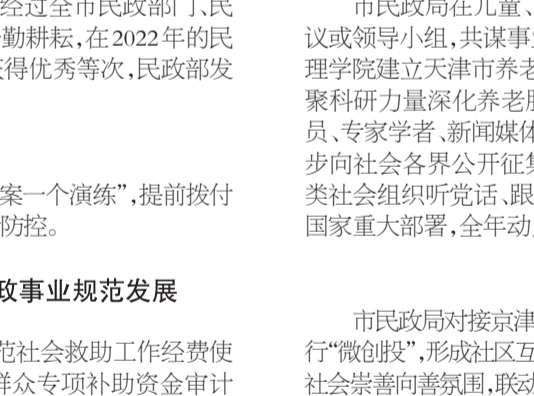 经过全市民政部门、民
勤耕耘，在2022年的民
获得优秀等次，民政部发
案一个演练”，提前拨付
防控。
政事业规范发展
范社会救助工作经费使
群众专项补助资金审计
市民政局在儿童、
议或领导小组，共谋事业
理学院建立天津市养老
聚科研力量深化养老服
员、专家学者、新闻媒体
步向社会各界公开征集
类社会组织听党话、跟
国家重大部署，全年动
市民政局对接京津
行“微创投”，形成社区互
社会崇善向善氛围，联动